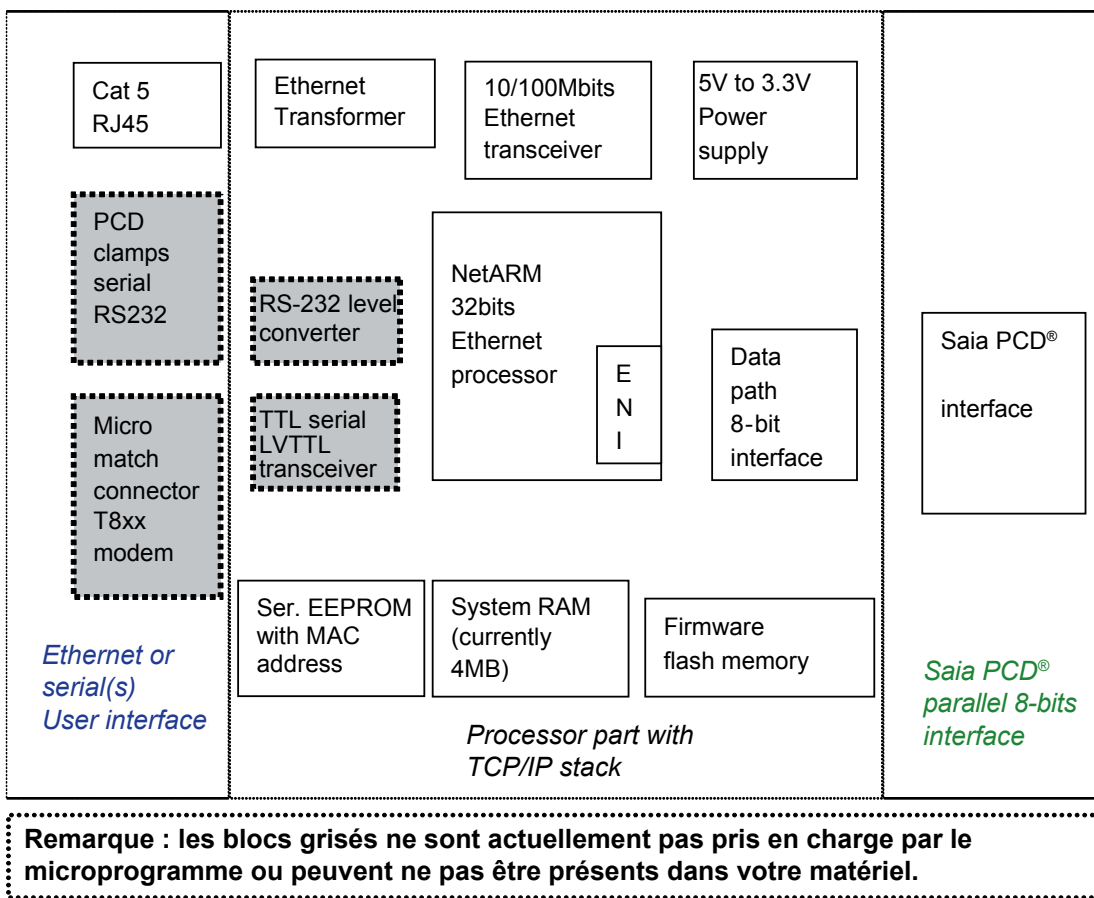 Cat 5
RJ45
Ethernet
Transformer
10/100Mbits
Ethernet
transceiver
5V to 3.3V
Power
supply
PCD
clamps
serial
RS232
RS-232 level
converter
NetARM
32bits
Ethernet
processor
E
N
I
Data
path
8-bit
interface
Saia PCD®
interface
Micro
match
connector
T8xx
modem
TTL serial
LVTTL
transceiver
Ser. EEPROM
with MAC
address
System RAM
(currently
4MB)
Firmware
flash memory
Ethernet or
serial(s)
User interface
Processor part with
TCP/IP stack
Saia PCD®
parallel 8-bits
interface
Remarque : les blocs grisés ne sont actuellement pas pris en charge par le
microprogramme ou peuvent ne pas être présents dans votre matériel.